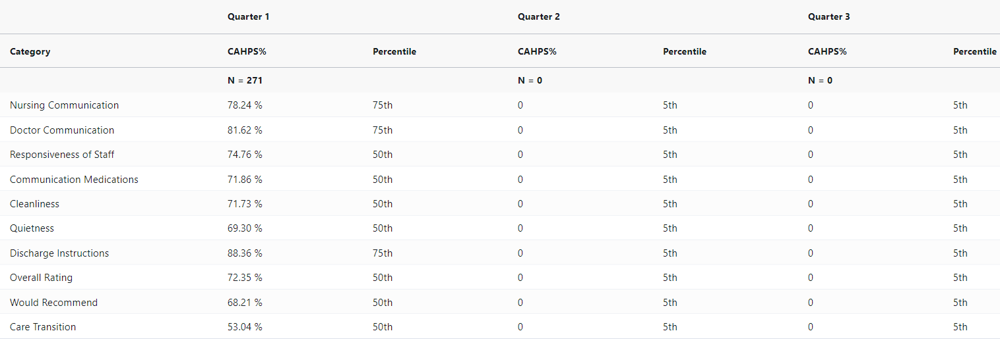 Quarter 1 Quarter 2 Quarter 3
Category CAHPS% Percentile CAHPS% Percentile CAHPS% Percentile
N = 271 N = 0 N = 0
Nursing Communication 78.24 % 75th 0 5th 0 5th
Doctor Communication 81.62 % 75th 0 5th 0 5th
Responsiveness of Staff 74.76 % 50th 0 5th 0 5th
Communication Medications 71.86 % 50th 0 5th 0 5th
Cleanliness 71.73 % 50th 0 5th 0 5th
Quietness 69.30 % 50th 0 5th 0 5th
Discharge Instructions 88.36 % 75th 0 5th 0 5th
Overall Rating 72.35 % 50th 0 5th 0 5th
Would Recommend 68.21 % 50th 0 5th 0 5th
Care Transition 53.04 % 50th 0 5th 0 5th